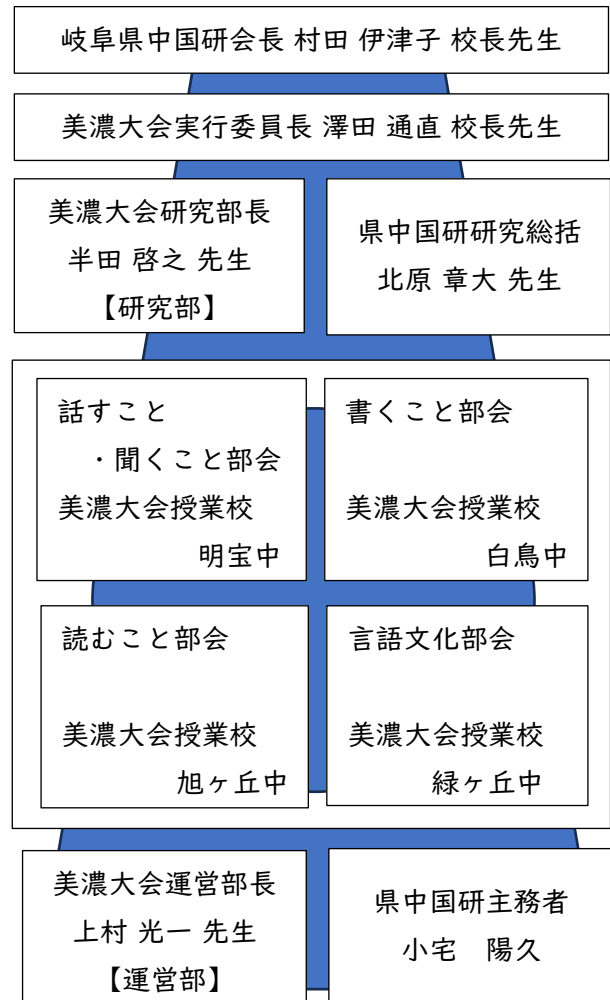 岐阜県中国研会長 村田 伊津子 校長先生
美濃大会実行委員長 澤田 通直 校長先生
美濃大会研究部長
半田 啓之 先生
【研究部】
県中国研研究総括
北原 章大 先生
話すこと
・聞くこと部会
美濃大会授業校
明宝中
書くこと部会
美濃大会授業校
白鳥中
読むこと部会
美濃大会授業校
旭ヶ丘中
言語文化部会
美濃大会授業校
緑ヶ丘中
美濃大会運営部長
上村 光一 先生
【運営部】
県中国研主務者
小宅　陽久